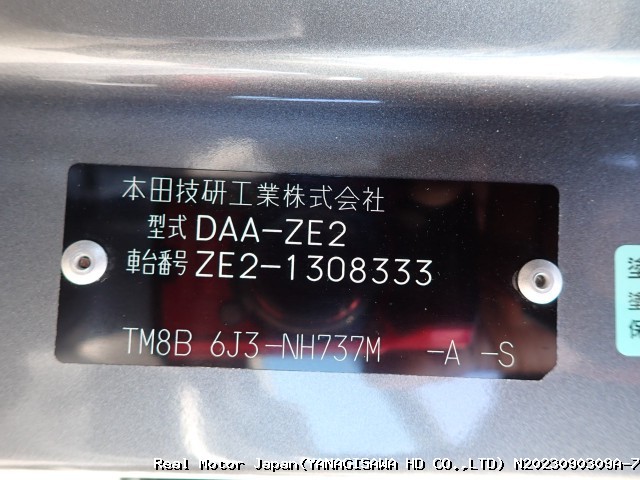 本田技研工業株式会社
型式 DAA-ZE2
車台番号 ZE2-1308333
TM8B 6J3-NH737M -A -S
Real Motor Japan(YANAGISAWA HD CO.,LTD) N2023090309A-7